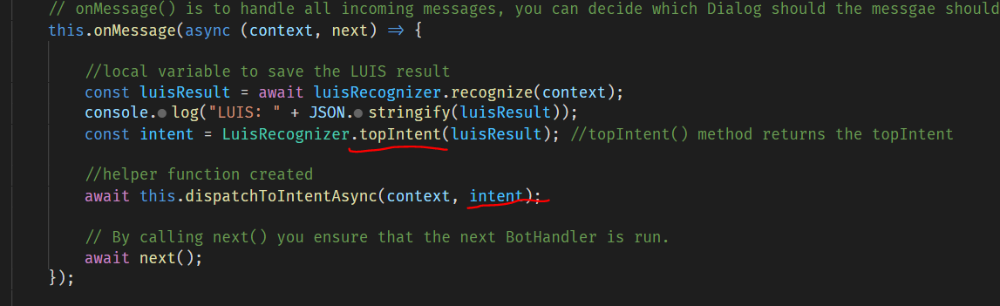 // onMessage() is to handle all incoming messages, you can decide which Dialog should the messgae should
this.onMessage(async (context, next) => {
//local variable to save the LUIS result
const luisResult = await luisRecognizer.recognize(context);
console.log("LUIS: " + JSON.stringify(luisResult));
const intent = LuisRecognizer.topIntent(luisResult); //topIntent() method returns the topIntent
//helper function created
await this.dispatchToIntentAsync(context, intent);
// By calling next() you ensure that the next BotHandler is run.
await next();
});